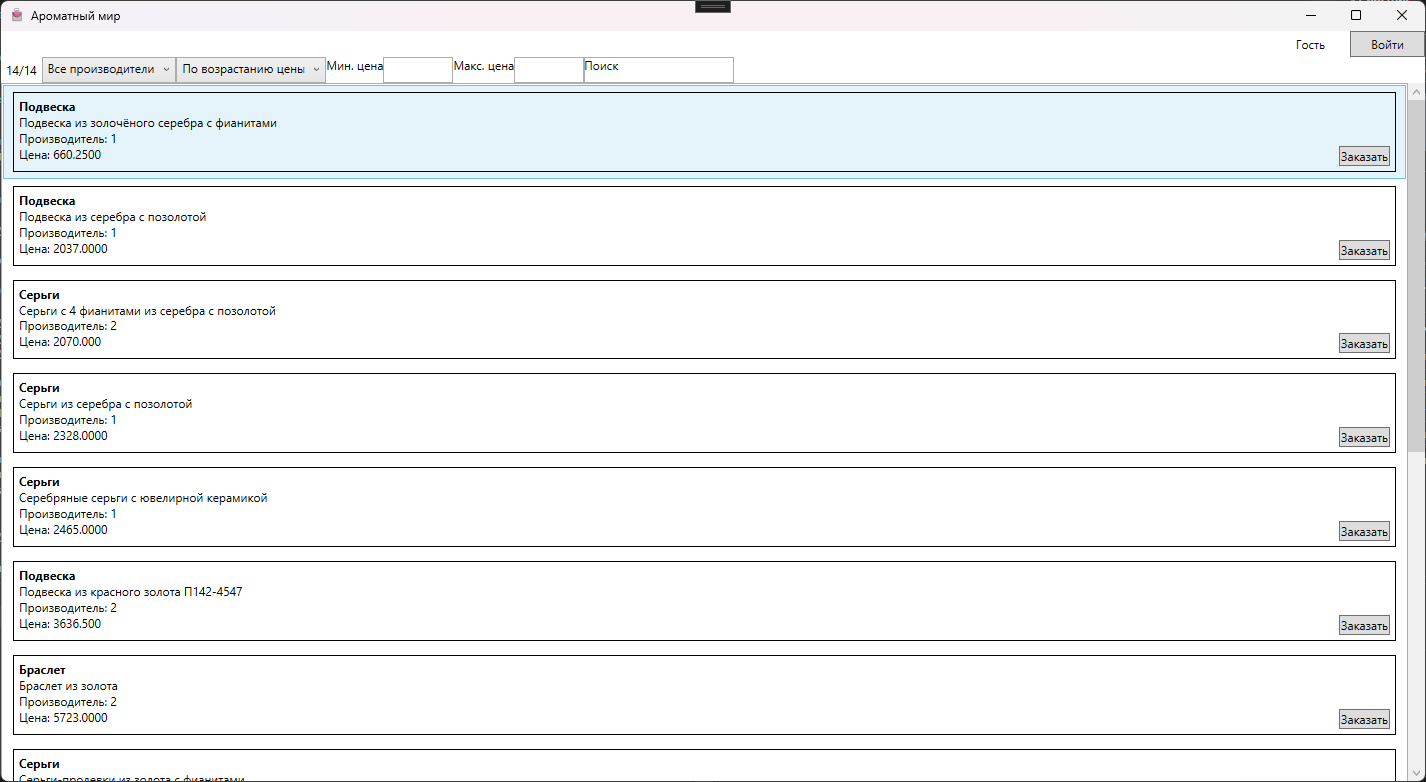 Ароматный мир
Гость Войти
14/14 Все производители По возрастанию цены Мин. цена Макс. цена Поиск
Подвеска
Подвеска из золочёного серебра с фианитами
Производитель: 1
Цена: 660.2500
Заказать
Подвеска
Подвеска из серебра с позолотой
Производитель: 1
Цена: 2037.0000
Заказать
Серьги
Серьги с 4 фианитами из серебра с позолотой
Производитель: 2
Цена: 2070.000
Заказать
Серьги
Серьги из серебра с позолотой
Производитель: 1
Цена: 2328.0000
Заказать
Серьги
Серебряные серьги с ювелирной керамикой
Производитель: 1
Цена: 2465.0000
Заказать
Подвеска
Подвеска из красного золота П142-4547
Производитель: 2
Цена: 3636.500
Заказать
Браслет
Браслет из золота
Производитель: 2
Цена: 5723.0000
Заказать
Серьги
Серьги-продевки из золота с фианитами